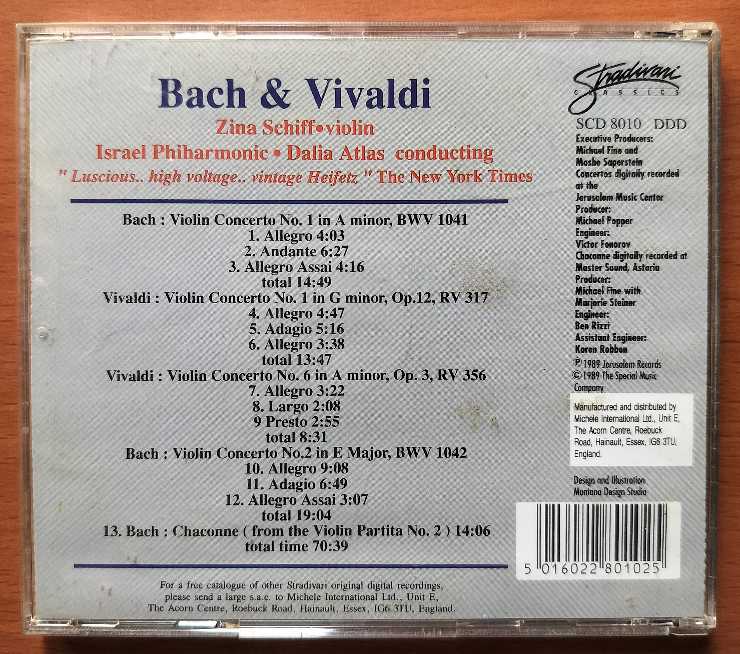 Bach & Vivaldi
Zina Schiff•violin
Israel Philharmonic • Dalia Atlas conducting
" Luscious.. high voltage.. vintage Heifetz " The New York Times
Bach : Violin Concerto No. 1 in A minor, BWV 1041
1. Allegro 4:03
2. Andante 6:27
3. Allegro Assai 4:16
total 14:49
Vivaldi : Violin Concerto No. 1 in G minor, Op.12, RV 317
4. Allegro 4:47
5. Adagio 5:16
6. Allegro 3:38
total 13:47
Vivaldi : Violin Concerto No. 6 in A minor, Op. 3, RV 356
7. Allegro 3:22
8. Largo 2:08
9 Presto 2:55
total 8:31
Bach : Violin Concerto No.2 in E Major, BWV 1042
10. Allegro 9:08
11. Adagio 6:49
12. Allegro Assai 3:07
total 19:04
13. Bach : Chaconne ( from the Violin Partita No. 2 ) 14:06
total time 70:39
For a free catalogue of other Stradivari original digital recordings,
please send a large s.a.e. to Michele International Ltd., Unit E,
The Acorn Centre, Roebuck Road, Hainault, Essex, IG6 3TU, England.
Stradivari
CLASSICS
SCD 8010 DDD
Executive Producers:
Michael Fine and
Moshe Saperstein
Concertos digitally recorded
at the
Jerusalem Music Center
Producer:
Michael Popper
Engineer:
Victor Fonarov
Chaconne digitally recorded at
Master Sound, Astoria
Producer:
Michael Fine with
Marjorie Steiner
Engineer:
Ben Rizzi
Assistant Engineer:
Karen Robbon
℗ 1989 Jerusalem Records
© 1989 The Special Music
Company
Manufactured and distributed by
Michele International Ltd., Unit E,
The Acorn Centre, Roebuck
Road, Hainault, Essex, IG6 3TU,
England.
Design and Illustration
Montana Design Studio
5 016022 801025